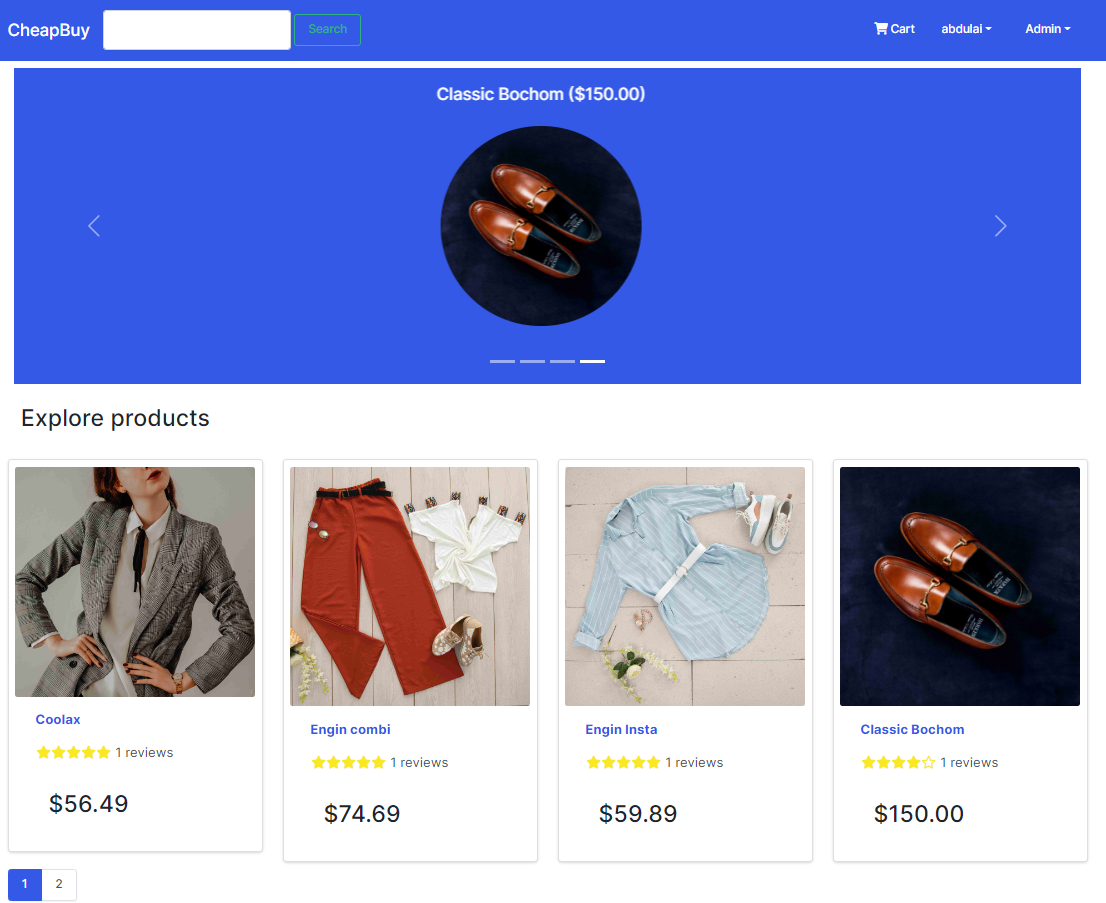 CheapBuy Search Cart abdulai Admin
Classic Bochom ($150.00)
Explore products
Coolax
1 reviews
$56.49
Engin combi
1 reviews
$74.69
Engin Insta
1 reviews
$59.89
Classic Bochom
1 reviews
$150.00
1 2